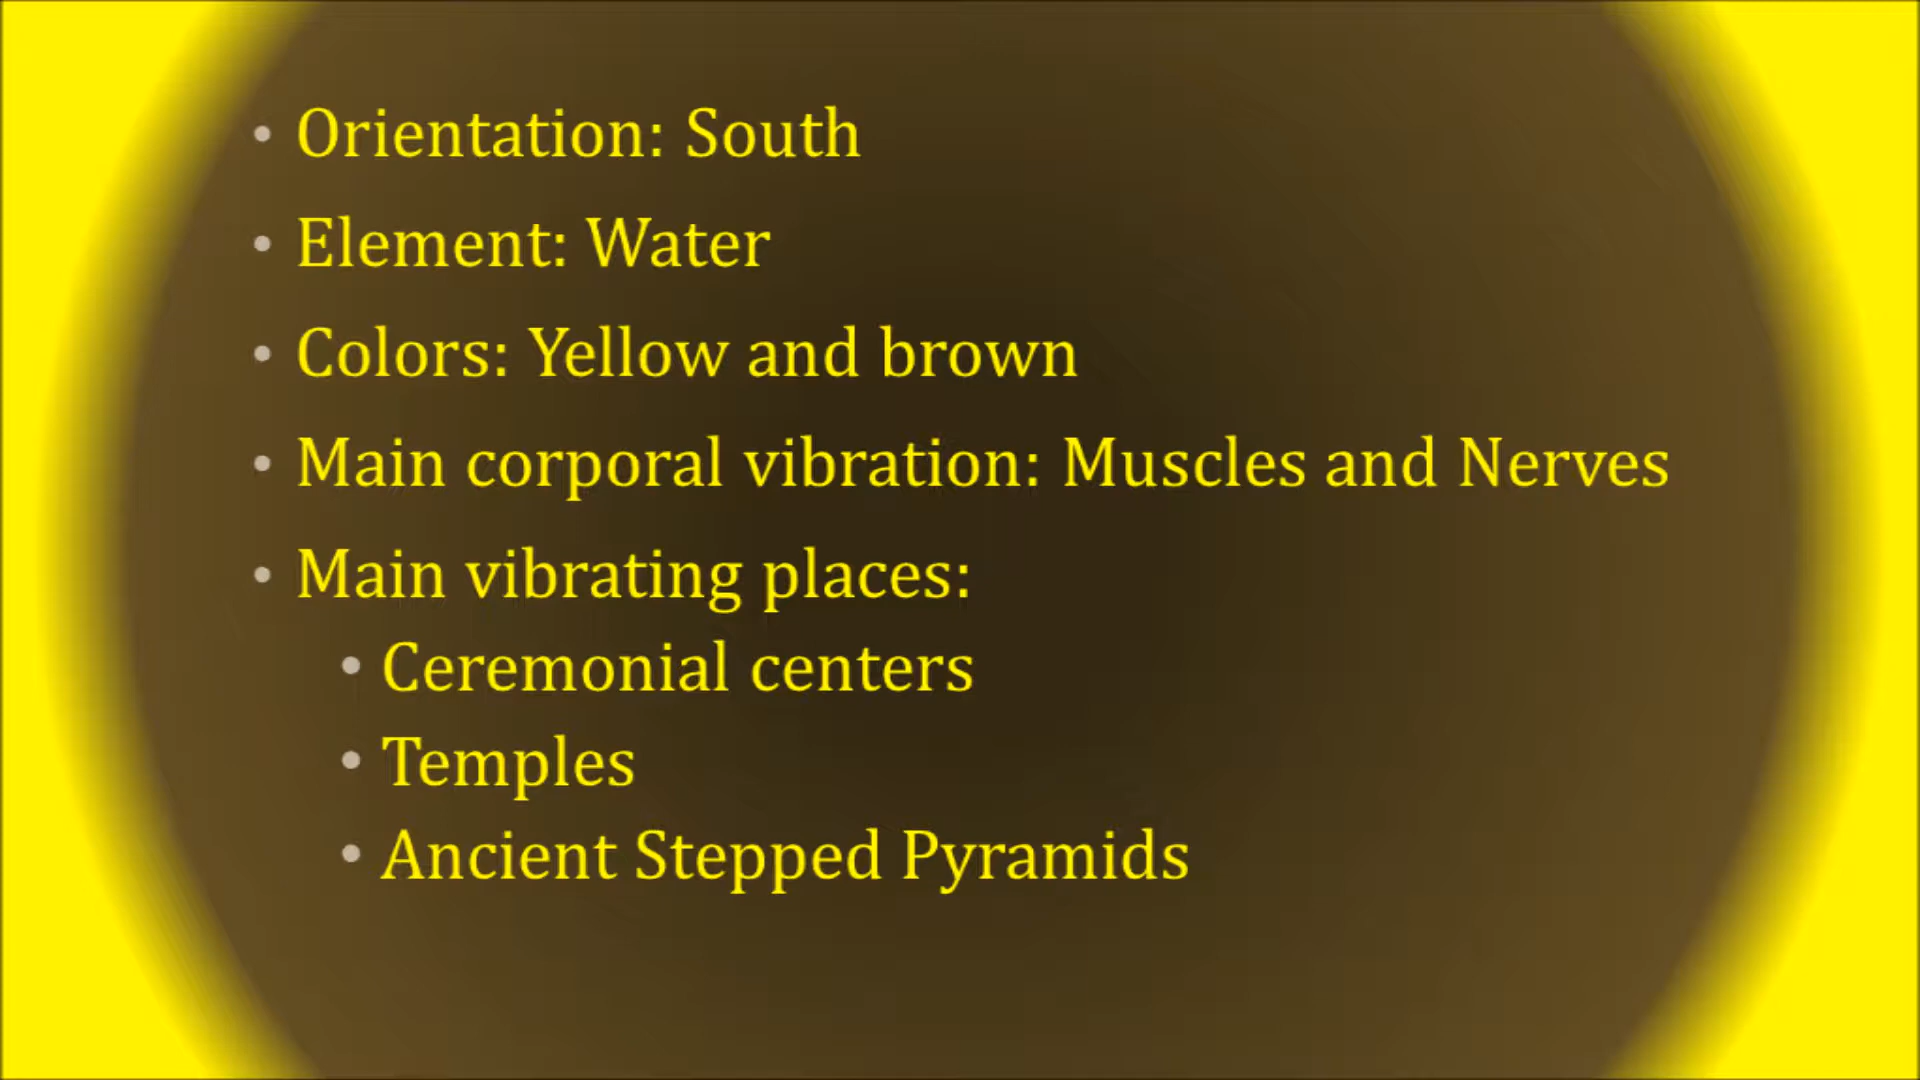 • Orientation: South
• Element: Water
• Colors: Yellow and brown
• Main corporal vibration: Muscles and Nerves
• Main vibrating places:
• Ceremonial centers
• Temples
• Ancient Stepped Pyramids